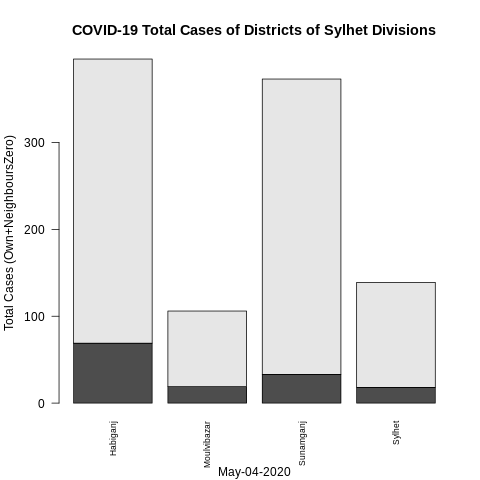 COVID-19 Total Cases of Districts of Sylhet Divisions
Total Cases (Own+NeighboursZero)
300
200
100
0
Habiganj
Moulvibazar
Sunamganj
Sylhet
May-04-2020